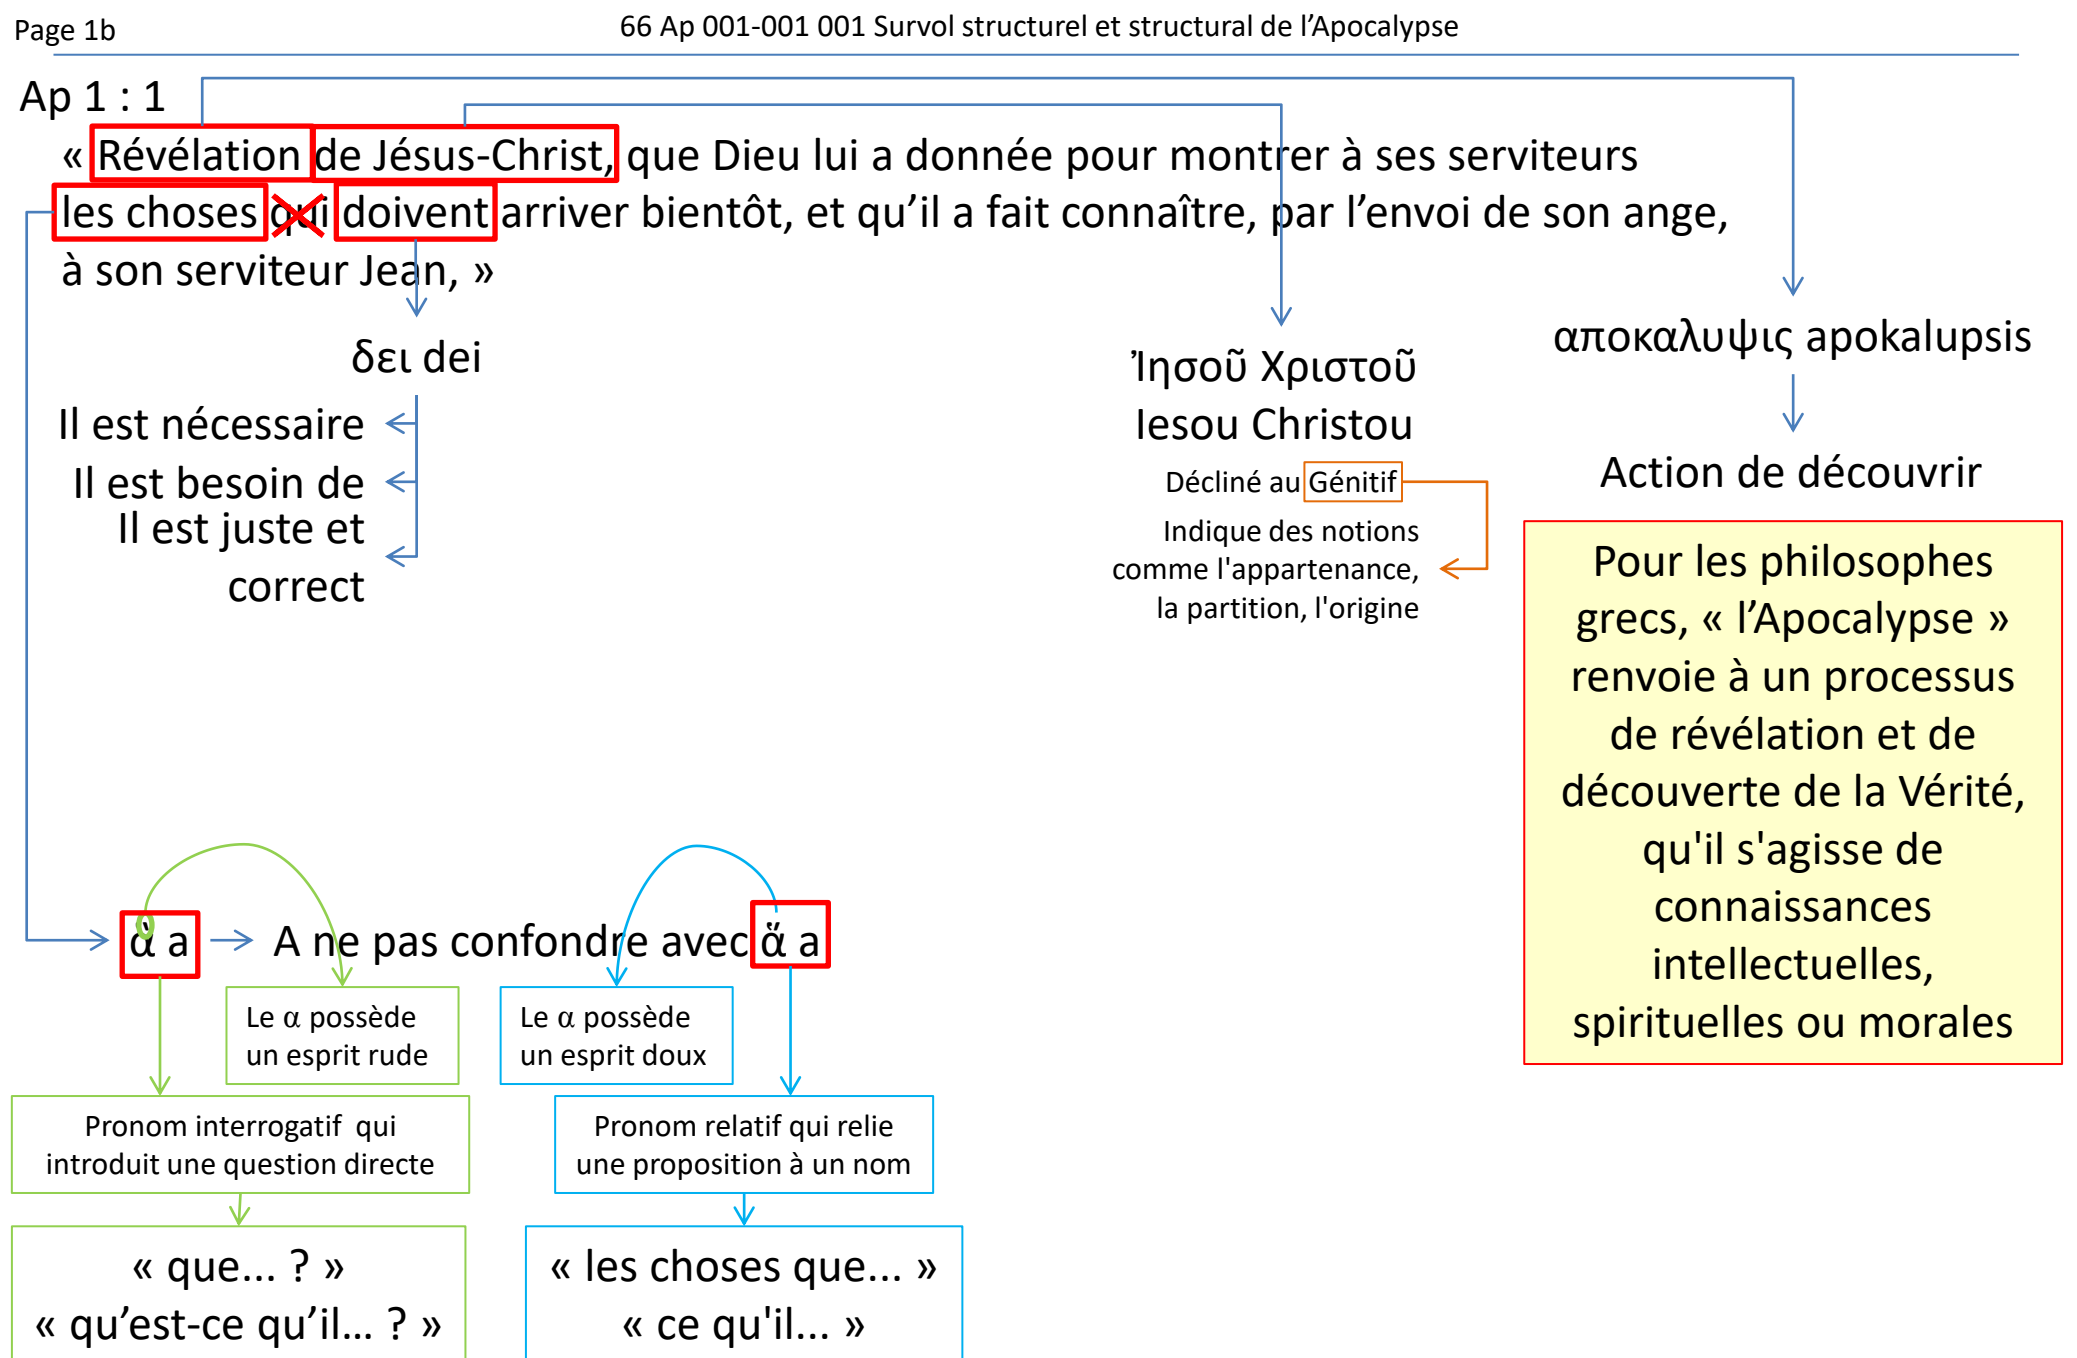 Page 1b
66 Ap 001-001 001 Survol structurel et structural de l’Apocalypse
Ap 1 : 1
« Révélation de Jésus-Christ, que Dieu lui a donnée pour montrer à ses serviteurs
les choses qui doivent arriver bientôt, et qu’il a fait connaître, par l’envoi de son ange,
à son serviteur Jean, »
δει dei
Il est nécessaire
Il est besoin de
Il est juste et
correct
Ἰησοῦ Χριστοῦ
Iesou Christou
Décliné au Génitif
Indique des notions
comme l'appartenance,
la partition, l'origine
αποκαλυψις apokalupsis
Action de découvrir
Pour les philosophes
grecs, « l’Apocalypse »
renvoie à un processus
de révélation et de
découverte de la Vérité,
qu'il s'agisse de
connaissances
intellectuelles,
spirituelles ou morales
ἁ a
A ne pas confondre avec ἅ a
Le α possède
un esprit rude
Le α possède
un esprit doux
Pronom interrogatif qui
introduit une question directe
Pronom relatif qui relie
une proposition à un nom
« que... ? »
« qu’est-ce qu’il... ? »
« les choses que... »
« ce qu'il... »